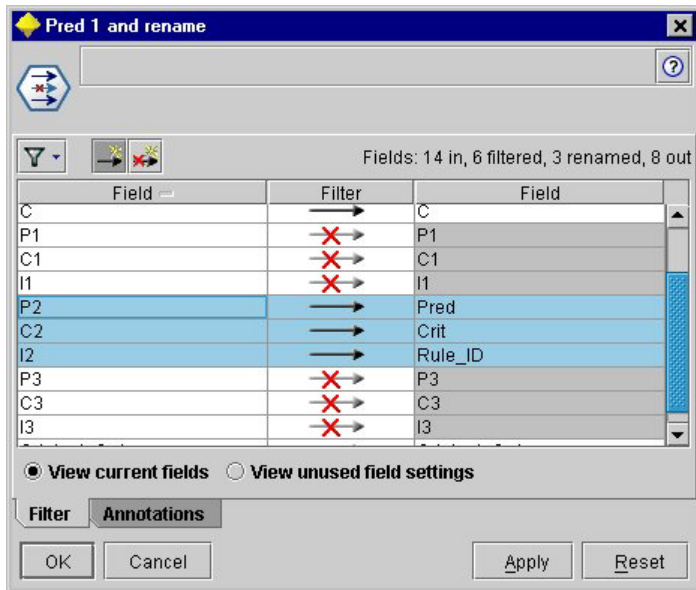 Pred 1 and rename
Fields: 14 in, 6 filtered, 3 renamed, 8 out
Field Filter Field
C C
P1 P1
C1 C1
I1 I1
P2 Pred
C2 Crit
I2 Rule_ID
P3 P3
C3 C3
I3 I3
View current fields View unused field settings
Filter Annotations
OK Cancel Apply Reset